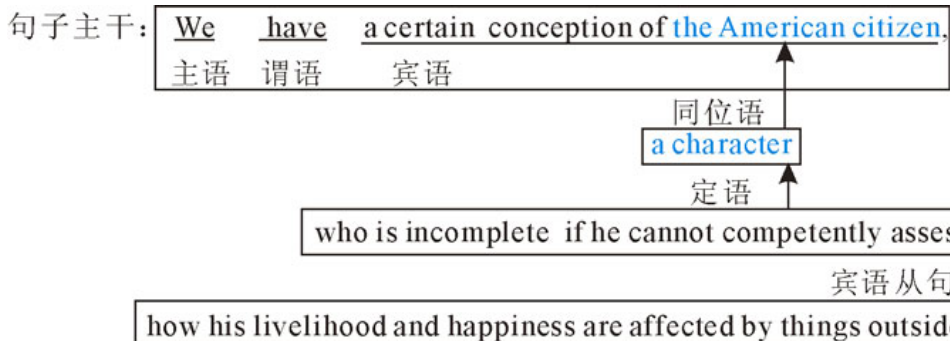 句子主干：We have a certain conception of the American citizen,
主语 谓语 宾语
同位语
a character
定语
who is incomplete if he cannot competently asses
宾语从句
how his livelihood and happiness are affected by things outside